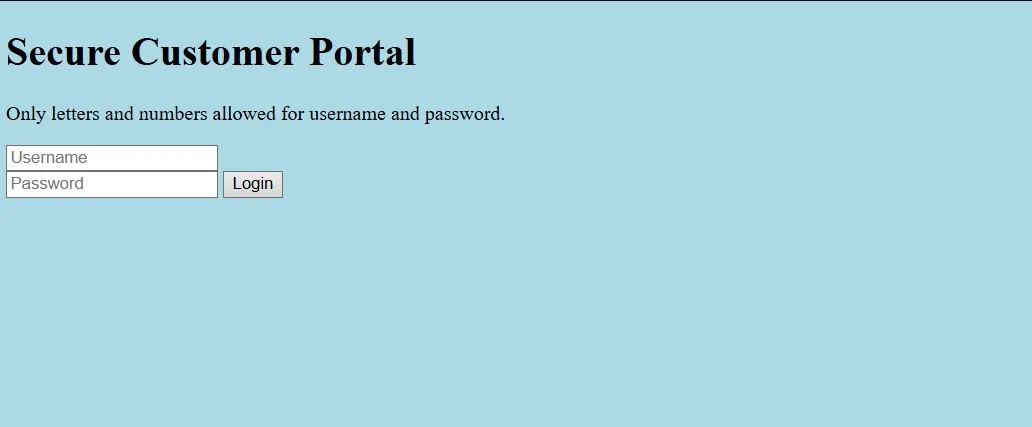 Secure Customer Portal
Only letters and numbers allowed for username and password.
Username
Password Login